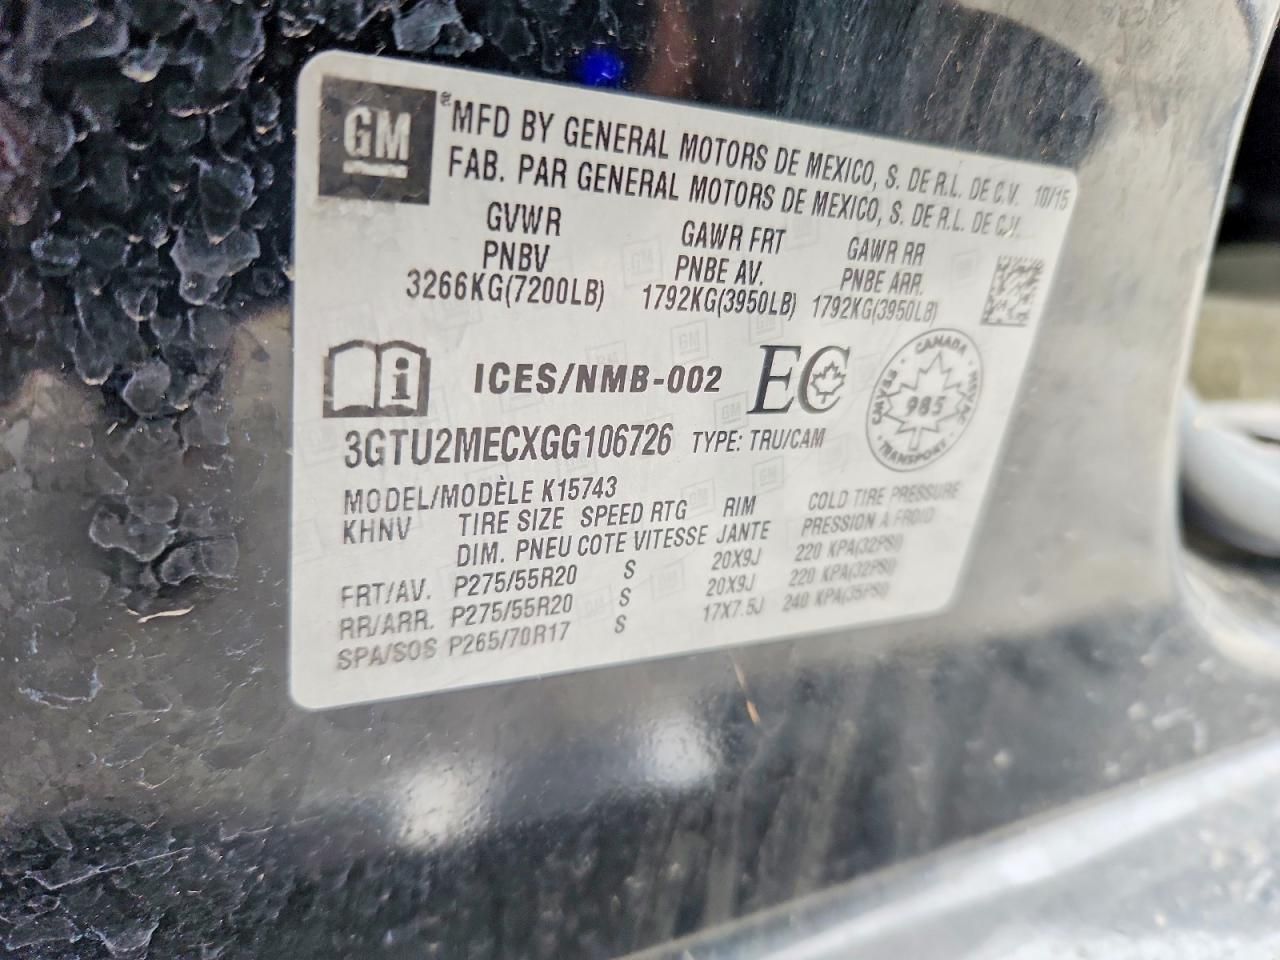 GM
MFD BY GENERAL MOTORS DE MEXICO, S. DE R.L. DE C.V. 10/15
FAB. PAR GENERAL MOTORS DE MEXICO, S. DE R.L. DE C.V.
GVWR GAWR FRT GAWR RR
PNBV PNBE AV. PNBE ARR.
3266KG(7200LB) 1792KG(3950LB) 1792KG(3950LB)
i ICES/NMB-002 EC
CANADA
CMVSS 985 NSVAC
TRANSPORT
3GTU2MECXGG106726 TYPE: TRU/CAM
MODEL/MODÈLE K15743
KHNV TIRE SIZE SPEED RTG RIM COLD TIRE PRESSURE
DIM. PNEU COTE VITESSE JANTE PRESSION A FROID
FRT/AV. P275/55R20 S 20X9J 220 KPA(32PSI)
RR/ARR. P275/55R20 S 20X9J 220 KPA(32PSI)
SPA/SOS P265/70R17 S 17X7.5J 240 KPA(35PSI)